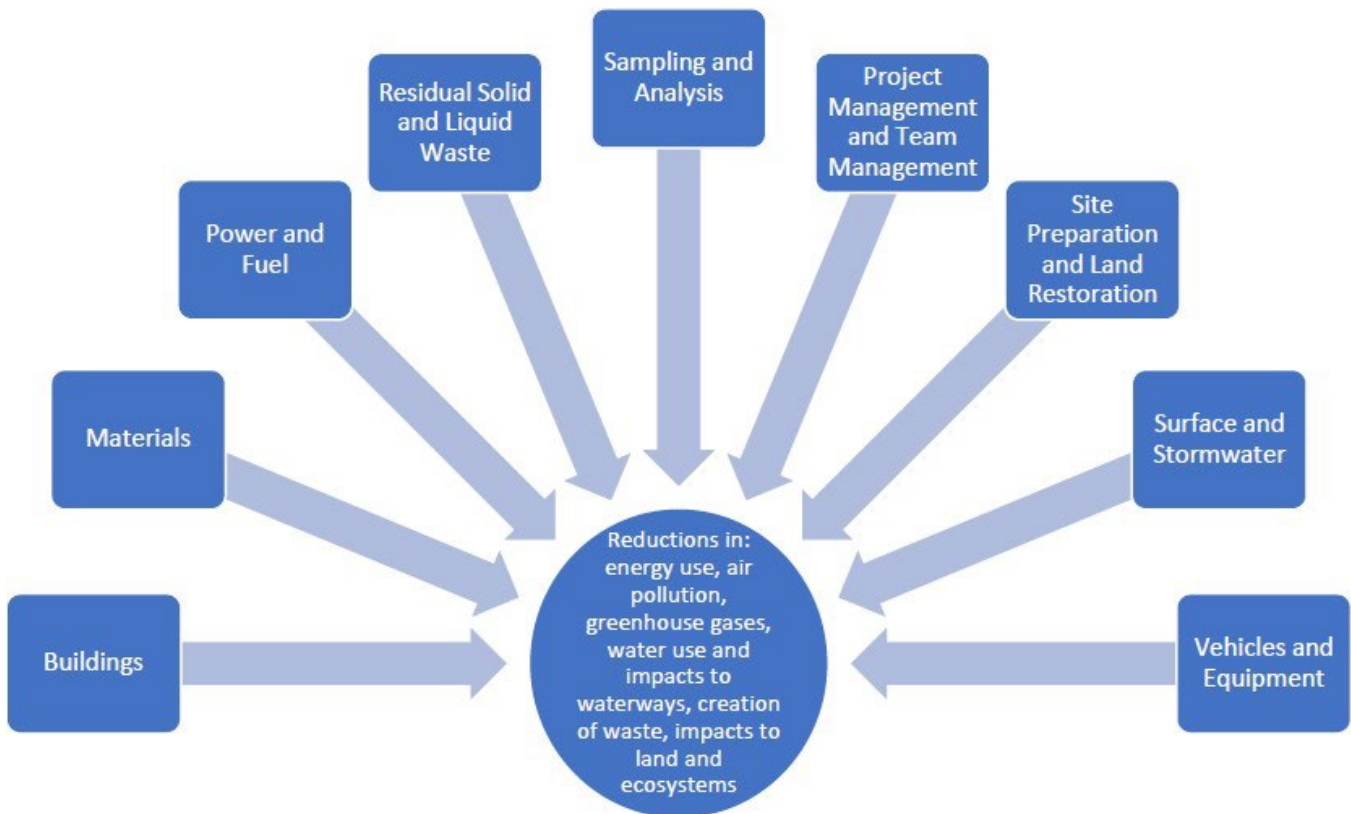 Sampling and
Analysis
Residual Solid
and Liquid
Waste
Project
Management
and Team
Management
Power and
Fuel
Site
Preparation
and Land
Restoration
Materials
Surface and
Stormwater
Buildings
Reductions in:
energy use, air
pollution,
greenhouse gases,
water use and
impacts to
waterways, creation
of waste, impacts to
land and
ecosystems
Vehicles and
Equipment